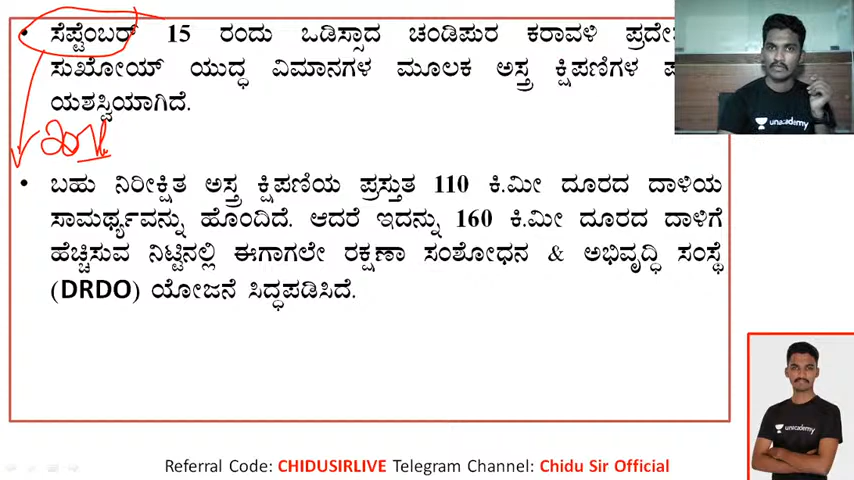 • ಸೆಪ್ಟೆಂಬರ್ 15 ರಂದು ಒಡಿಸ್ಸಾದ ಚಂಡಿಪುರ ಕರಾವಳಿ
ಸುಖೋಯ್ ಯುದ್ಧ ವಿಮಾನಗಳ ಮೂಲಕ ಅಸ್ತ್ರ ಕ್ಷಿಪಣಿಗಳ
ಯಶಸ್ವಿಯಾಗಿದೆ.
• ಬಹು ನಿರೀಕ್ಷಿತ ಅಸ್ತ್ರ ಕ್ಷಿಪಣಿಯ ಪ್ರಸ್ತುತ 110 ಕಿ.ಮೀ ದೂರದ ದಾಳಿಯ
ಸಾಮರ್ಥ್ಯವನ್ನು ಹೊಂದಿದೆ. ಆದರೆ ಇದನ್ನು 160 ಕಿ.ಮೀ ದೂರದ ದಾಳಿಗೆ
ಹೆಚ್ಚಿಸುವ ನಿಟ್ಟಿನಲ್ಲಿ ಈಗಾಗಲೇ ರಕ್ಷಣಾ ಸಂಶೋಧನ & ಅಭಿವೃದ್ಧಿ ಸಂಸ್ಥೆ
(DRDO) ಯೋಜನೆ ಸಿದ್ಧಪಡಿಸಿದೆ.
unacademy
unacademy
Referral Code: CHIDUSIRLIVE Telegram Channel: Chidu Sir Official